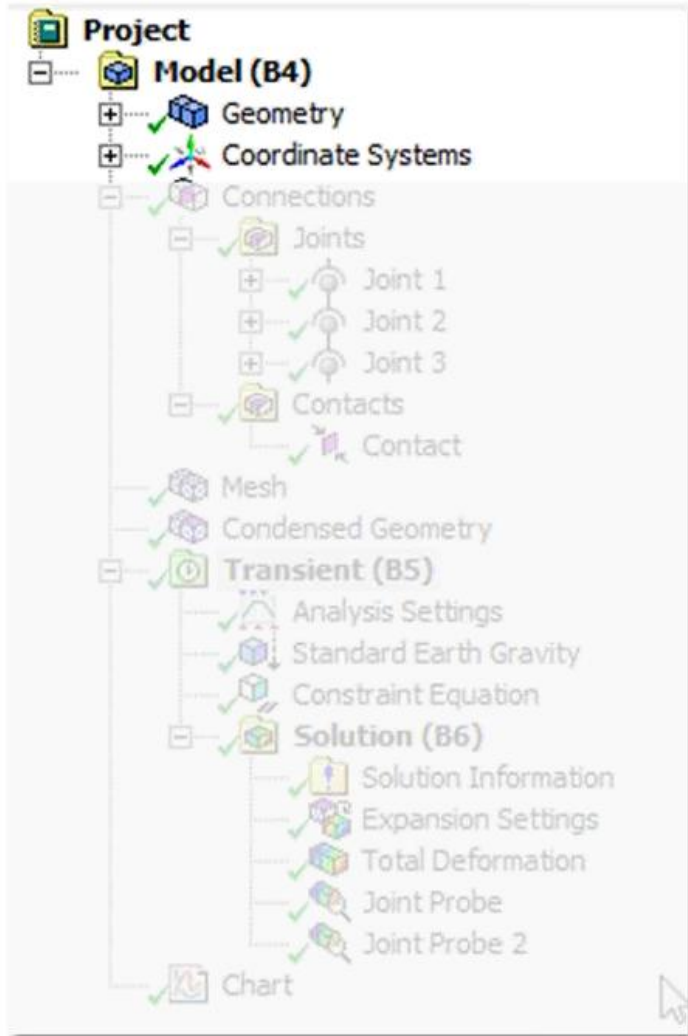 Project
Model (B4)
Geometry
Coordinate Systems
Connections
Joints
Joint 1
Joint 2
Joint 3
Contacts
Contact
Mesh
Condensed Geometry
Transient (B5)
Analysis Settings
Standard Earth Gravity
Constraint Equation
Solution (B6)
Solution Information
Expansion Settings
Total Deformation
Joint Probe
Joint Probe 2
Chart